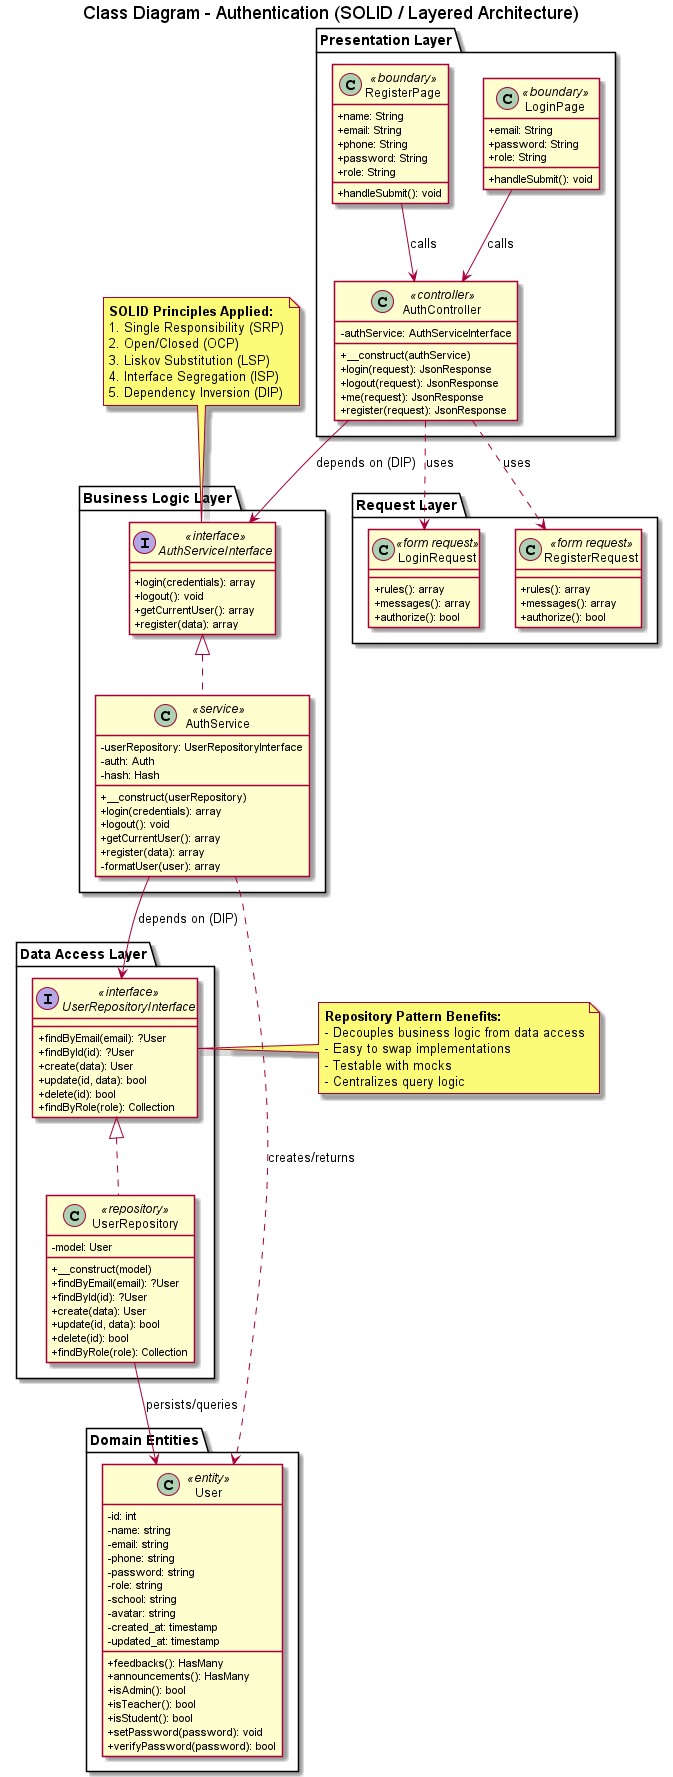 Class Diagram - Authentication (SOLID / Layered Architecture)
Presentation Layer
C
«boundary»
RegisterPage
+name: String
+email: String
+phone: String
+password: String
+role: String
+handleSubmit(): void
C
«boundary»
LoginPage
+email: String
+password: String
+role: String
+handleSubmit(): void
calls
calls
C
«controller»
AuthController
-authService: AuthServiceInterface
+__construct(authService)
+login(request): JsonResponse
+logout(request): JsonResponse
+me(request): JsonResponse
+register(request): JsonResponse
SOLID Principles Applied:
1. Single Responsibility (SRP)
2. Open/Closed (OCP)
3. Liskov Substitution (LSP)
4. Interface Segregation (ISP)
5. Dependency Inversion (DIP)
depends on (DIP)
uses
uses
Business Logic Layer
I
«interface»
AuthServiceInterface
+login(credentials): array
+logout(): void
+getCurrentUser(): array
+register(data): array
Request Layer
C
«form request»
LoginRequest
+rules(): array
+messages(): array
+authorize(): bool
C
«form request»
RegisterRequest
+rules(): array
+messages(): array
+authorize(): bool
C
«service»
AuthService
-userRepository: UserRepositoryInterface
-auth: Auth
-hash: Hash
+__construct(userRepository)
+login(credentials): array
+logout(): void
+getCurrentUser(): array
+register(data): array
-formatUser(user): array
depends on (DIP)
Data Access Layer
I
«interface»
UserRepositoryInterface
+findByEmail(email): ?User
+findById(id): ?User
+create(data): User
+update(id, data): bool
+delete(id): bool
+findByRole(role): Collection
Repository Pattern Benefits:
- Decouples business logic from data access
- Easy to swap implementations
- Testable with mocks
- Centralizes query logic
creates/returns
C
«repository»
UserRepository
-model: User
+__construct(model)
+findByEmail(email): ?User
+findById(id): ?User
+create(data): User
+update(id, data): bool
+delete(id): bool
+findByRole(role): Collection
persists/queries
Domain Entities
C
«entity»
User
-id: int
-name: string
-email: string
-phone: string
-password: string
-role: string
-school: string
-avatar: string
-created_at: timestamp
-updated_at: timestamp
+feedbacks(): HasMany
+announcements(): HasMany
+isAdmin(): bool
+isTeacher(): bool
+isStudent(): bool
+setPassword(password): void
+verifyPassword(password): bool